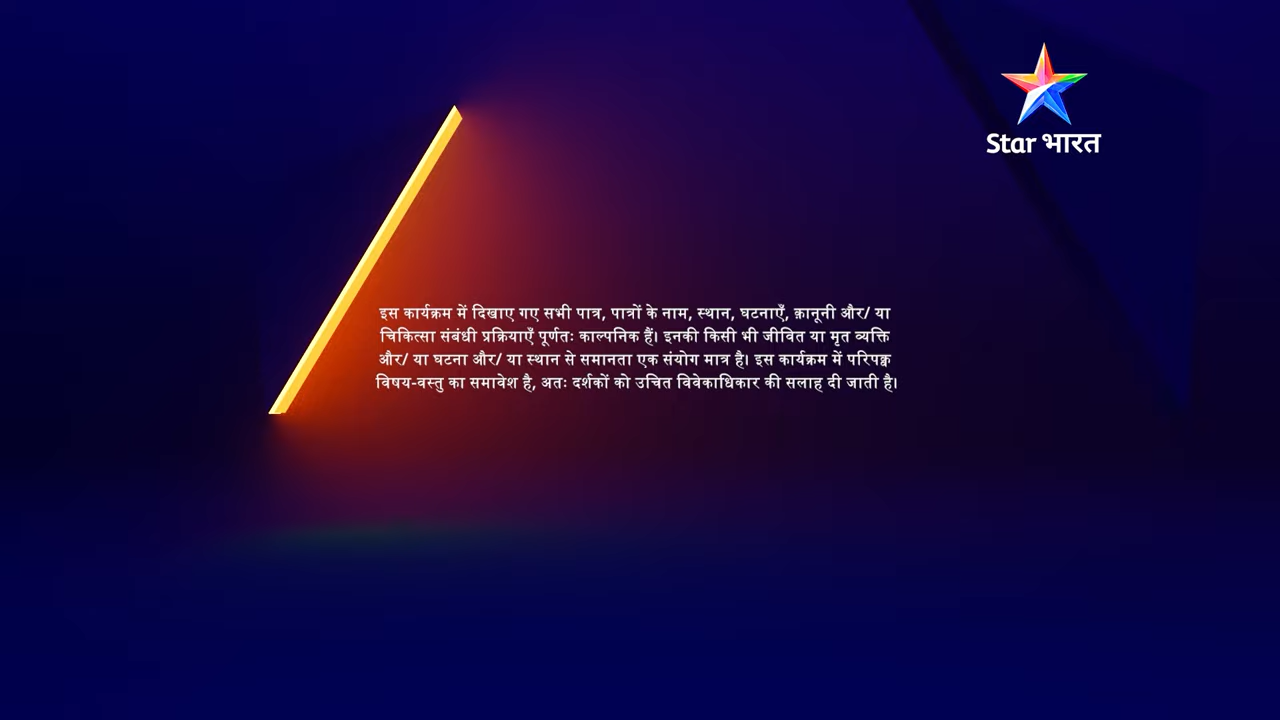 Star भारत
इस कार्यक्रम में दिखाए गए सभी पात्र, पात्रों के नाम, स्थान, घटनाएँ, क़ानूनी और/ या
चिकित्सा संबंधी प्रक्रियाएँ पूर्णतः काल्पनिक हैं। इनकी किसी भी जीवित या मृत व्यक्ति
और/ या घटना और/ या स्थान से समानता एक संयोग मात्र है। इस कार्यक्रम में परिपक्व
विषय-वस्तु का समावेश है, अतः दर्शकों को उचित विवेकाधिकार की सलाह दी जाती है।